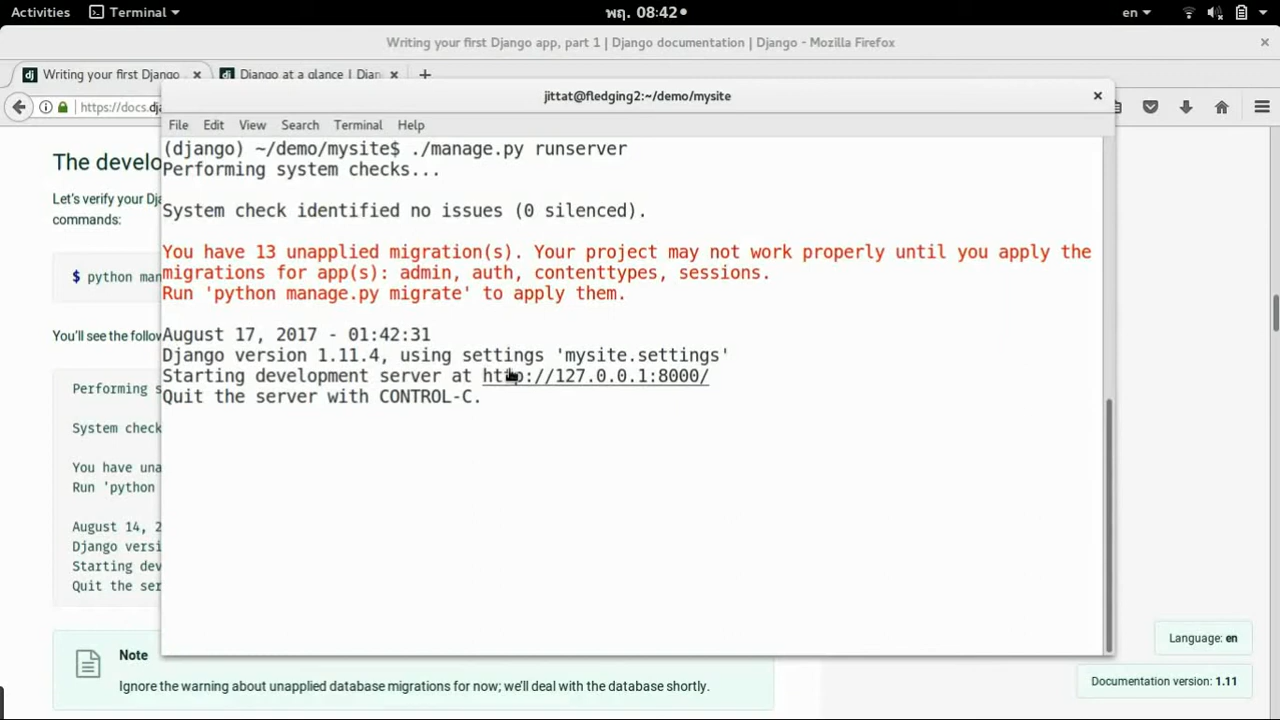 Activities
Terminal
พฤ. 08:42
en
Writing your first Django app, part 1 | Django documentation | Django - Mozilla Firefox
Writing your first Django
Django at a glance | Djan
https://docs.dj
jittat@fledging2:~/demo/mysite
File Edit View Search Terminal Help
(django) ~/demo/mysite$ ./manage.py runserver
Performing system checks...
System check identified no issues (0 silenced).
You have 13 unapplied migration(s). Your project may not work properly until you apply the
migrations for app(s): admin, auth, contenttypes, sessions.
Run 'python manage.py migrate' to apply them.
August 17, 2017 - 01:42:31
Django version 1.11.4, using settings 'mysite.settings'
Starting development server at http://127.0.0.1:8000/
Quit the server with CONTROL-C.
The develo
Let's verify your Dj
commands:
$ python man
You'll see the follow
Performing s
System check
You have una
Run 'python
August 14, 2
Django versi
Starting dev
Quit the ser
Note
Ignore the warning about unapplied database migrations for now; we'll deal with the database shortly.
Language: en
Documentation version: 1.11